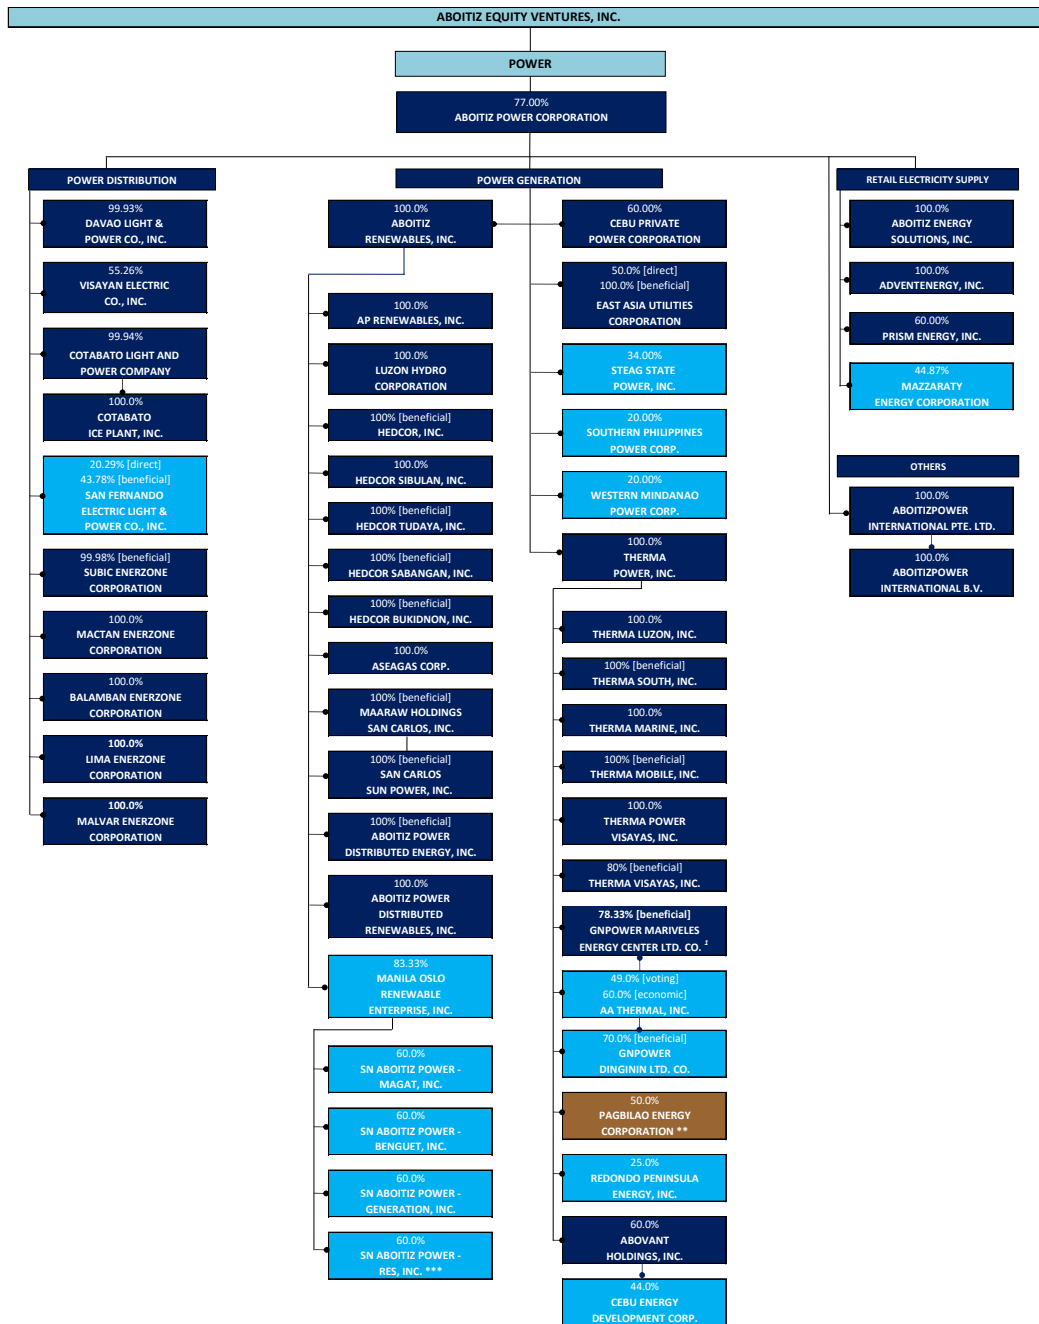 ABOITIZ EQUITY VENTURES, INC.
POWER
77.00%
ABOITIZ POWER CORPORATION
POWER DISTRIBUTION
99.93%
DAVAO LIGHT &
POWER CO., INC.
55.26%
VISAYAN ELECTRIC
CO., INC.
99.94%
COTABATO LIGHT AND
POWER COMPANY
100.0%
COTABATO
ICE PLANT, INC.
20.29% [direct]
43.78% [beneficial]
SAN FERNANDO
ELECTRIC LIGHT &
POWER CO., INC.
99.98% [beneficial]
SUBIC ENERZONE
CORPORATION
100.0%
MACTAN ENERZONE
CORPORATION
100.0%
BALAMBAN ENERZONE
CORPORATION
100.0%
LIMA ENERZONE
CORPORATION
100.0%
MALVAR ENERZONE
CORPORATION
POWER GENERATION
100.0%
ABOITIZ
RENEWABLES, INC.
100.0%
AP RENEWABLES, INC.
100.0%
LUZON HYDRO
CORPORATION
100% [beneficial]
HEDCOR, INC.
100.0%
HEDCOR SIBULAN, INC.
100% [beneficial]
HEDCOR TUDAYA, INC.
100% [beneficial]
HEDCOR SABANGAN, INC.
100% [beneficial]
HEDCOR BUKIDNON, INC.
100.0%
ASEAGAS CORP.
100% [beneficial]
MAARAW HOLDINGS
SAN CARLOS, INC.
100% [beneficial]
SAN CARLOS
SUN POWER, INC.
100% [beneficial]
ABOITIZ POWER
DISTRIBUTED ENERGY, INC.
100.0%
ABOITIZ POWER
DISTRIBUTED
RENEWABLES, INC.
83.33%
MANILA OSLO
RENEWABLE
ENTERPRISE, INC.
60.0%
SN ABOITIZ POWER -
MAGAT, INC.
60.0%
SN ABOITIZ POWER -
BENGUET, INC.
60.0%
SN ABOITIZ POWER -
GENERATION, INC.
60.0%
SN ABOITIZ POWER -
RES, INC. ***
60.00%
CEBU PRIVATE
POWER CORPORATION
50.0% [direct]
100.0% [beneficial]
EAST ASIA UTILITIES
CORPORATION
34.00%
STEAG STATE
POWER, INC.
20.00%
SOUTHERN PHILIPPINES
POWER CORP.
20.00%
WESTERN MINDANAO
POWER CORP.
100.0%
THERMA
POWER, INC.
100.0%
THERMA LUZON, INC.
100% [beneficial]
THERMA SOUTH, INC.
100.0%
THERMA MARINE, INC.
100% [beneficial]
THERMA MOBILE, INC.
100.0%
THERMA POWER
VISAYAS, INC.
80% [beneficial]
THERMA VISAYAS, INC.
78.33% [beneficial]
GNPOWER MARIVELES
ENERGY CENTER LTD. CO. 1
49.0% [voting]
60.0% [economic]
AA THERMAL, INC.
70.0% [beneficial]
GNPOWER
DINGININ LTD. CO.
50.0%
PAGBILAO ENERGY
CORPORATION **
25.0%
REDONDO PENINSULA
ENERGY, INC.
60.0%
ABOVANT
HOLDINGS, INC.
44.0%
CEBU ENERGY
DEVELOPMENT CORP.
RETAIL ELECTRICITY SUPPLY
100.0%
ABOITIZ ENERGY
SOLUTIONS, INC.
100.0%
ADVENTENERGY, INC.
60.00%
PRISM ENERGY, INC.
44.87%
MAZZARATY
ENERGY CORPORATION
OTHERS
100.0%
ABOITIZPOWER
INTERNATIONAL PTE. LTD.
100.0%
ABOITIZPOWER
INTERNATIONAL B.V.